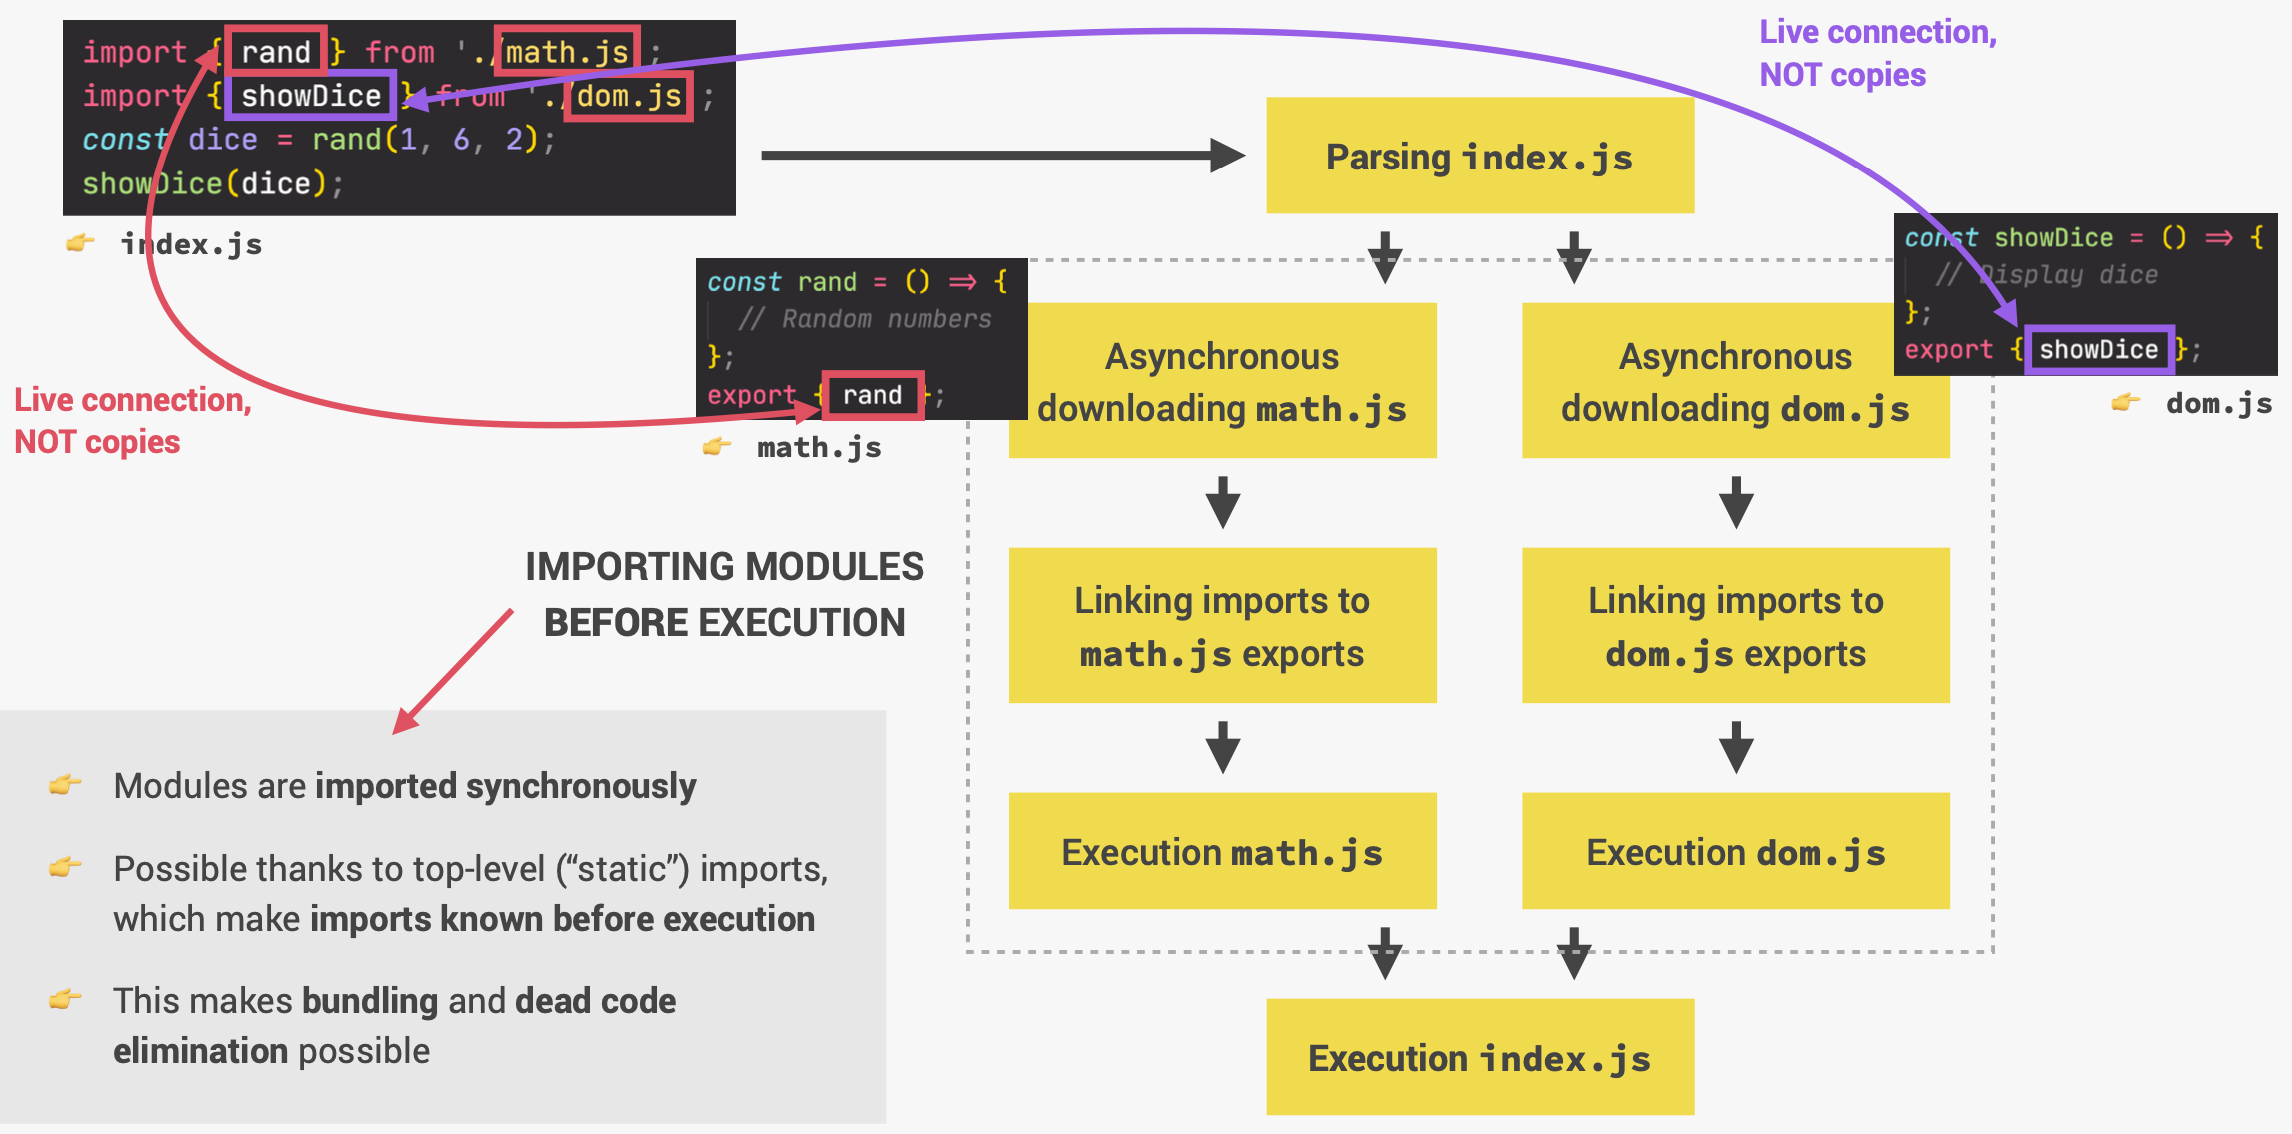 import { rand } from './math.js ;
import { showDice } from './dom.js ;
const dice = rand(1, 6, 2);
showDice(dice);
👉 index.js
Live connection,
NOT copies
Parsing index.js
const showDice = () => {
// Display dice
};
export { showDice };
👉 dom.js
const rand = () => {
// Random numbers
};
export { rand };
👉 math.js
Live connection,
NOT copies
Asynchronous
downloading math.js
Asynchronous
downloading dom.js
Linking imports to
math.js exports
Linking imports to
dom.js exports
Execution math.js
Execution dom.js
Execution index.js
IMPORTING MODULES
BEFORE EXECUTION
👉 Modules are imported synchronously
👉 Possible thanks to top-level (“static”) imports,
which make imports known before execution
👉 This makes bundling and dead code
elimination possible